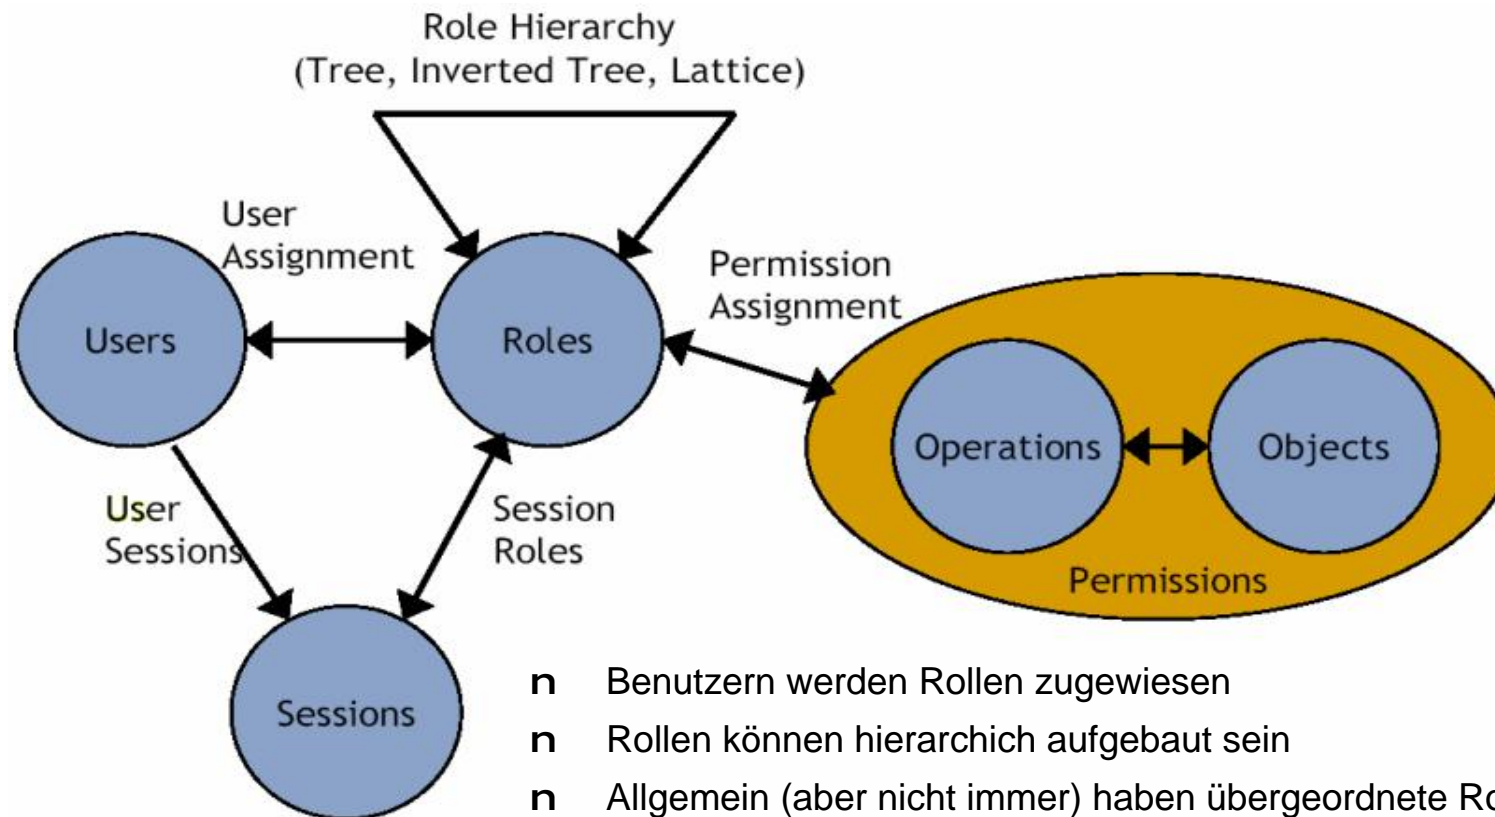 Role Hierarchy
(Tree, Inverted Tree, Lattice)
User
Assignment
Permission
Assignment
Users
Roles
Operations
Objects
User
Sessions
Session
Roles
Permissions
Sessions
n Benutzern werden Rollen zugewiesen
n Rollen können hierarchich aufgebaut sein
n Allgemein (aber nicht immer) haben übergeordnete